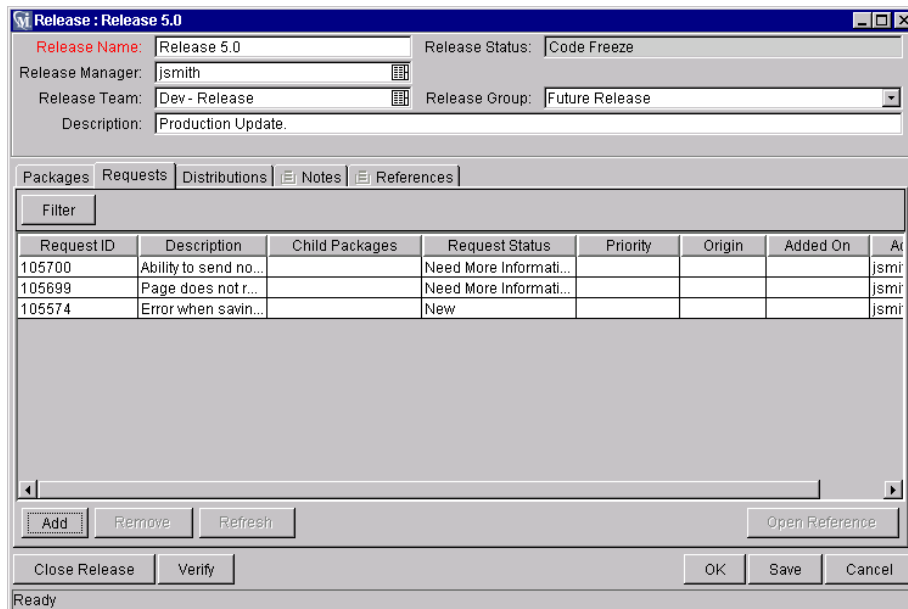 Release : Release 5.0
Release Name: Release 5.0 Release Status: Code Freeze
Release Manager: jsmith
Release Team: Dev - Release Release Group: Future Release
Description: Production Update.
Packages Requests Distributions Notes References
Filter
Request ID Description Child Packages Request Status Priority Origin Added On
105700 Ability to send no... Need More Informati... jsmi
105699 Page does not r... Need More Informati... jsmi
105574 Error when savin... New jsmi
Add Remove Refresh Open Reference
Close Release Verify OK Save Cancel
Ready